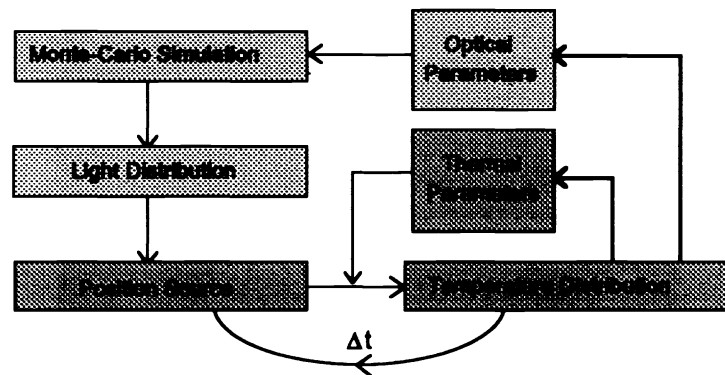 Monte-Carlo Simulation
Optical
Parameters
Light Distribution
Thermal
Parameters
Position Source
Temperature Distribution
Δt